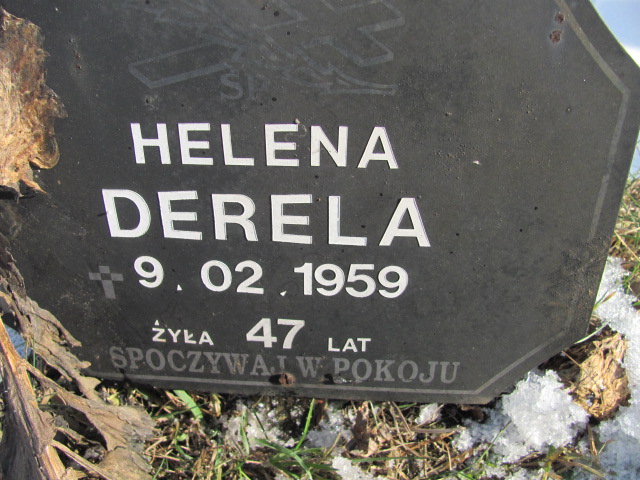 HELENA
DERELA
9.02.1959
ŻYŁA 47 LAT
SPOCZYWAJ W POKOJU